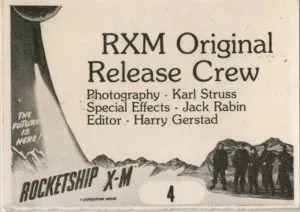 RXM Original
Release Crew
Photography - Karl Struss
Special Effects - Jack Rabin
Editor - Harry Gerstad
THE
FUTURE
IS
HERE!
ROCKETSHIP X-M
4